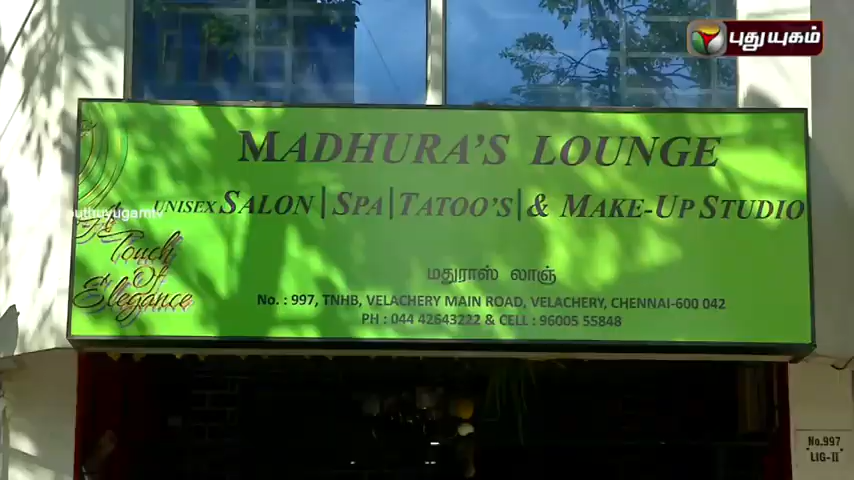 புதுயுகம்
MADHURA'S LOUNGE
UNISEX SALON|SPA|TATOO'S|& MAKE-UP STUDIO
puthuyugamtv
A Touch
Of
Elegance
மதுராஸ் லாஞ்
No. : 997, TNHB, VELACHERY MAIN ROAD, VELACHERY, CHENNAI-600 042
PH : 044 42643222 & CELL : 96005 55848
No.997
LIG-II